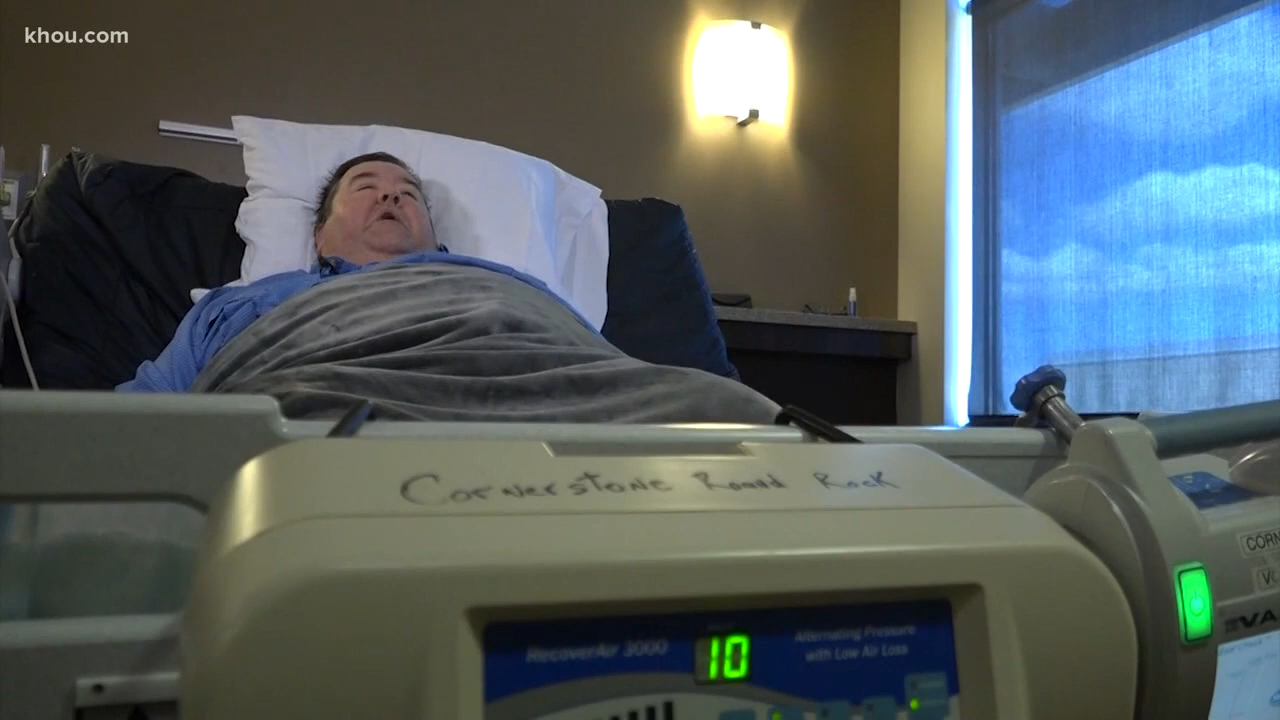 khou.com
Cornerstone Round Rock
RecoverAir 3000
10
Alternating Pressure
with Low Air Loss
CORN